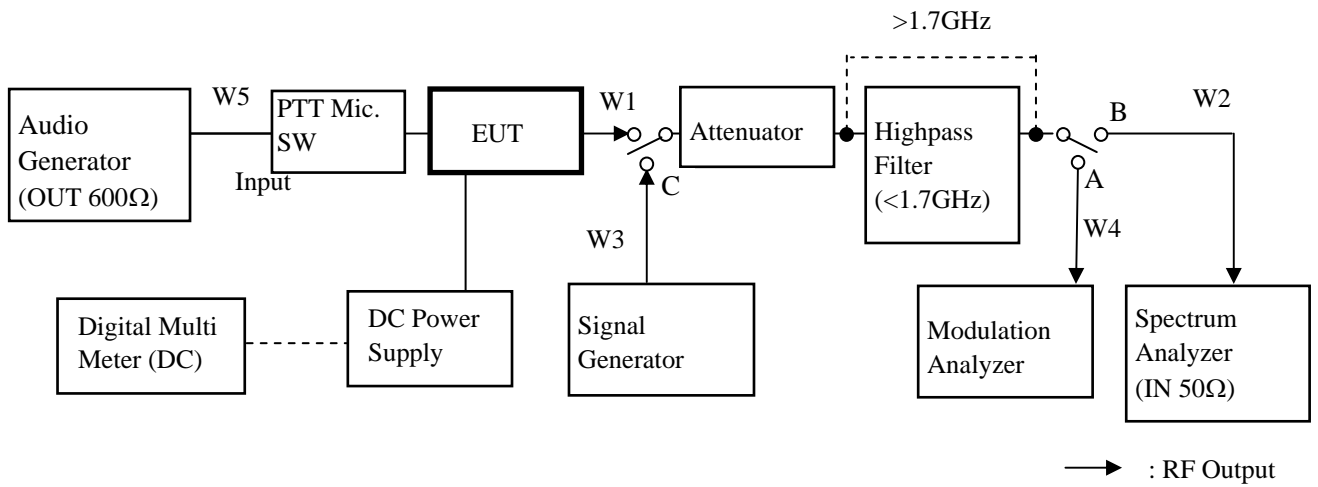 >1.7GHz
W5
PTT Mic.
SW
Audio
Generator
(OUT 600Ω)
Input
EUT
W1
C
Attenuator
Highpass
Filter
(<1.7GHz)
B
A
W2
W4
W3
Digital Multi
Meter (DC)
DC Power
Supply
Signal
Generator
Modulation
Analyzer
Spectrum
Analyzer
(IN 50Ω)
: RF Output